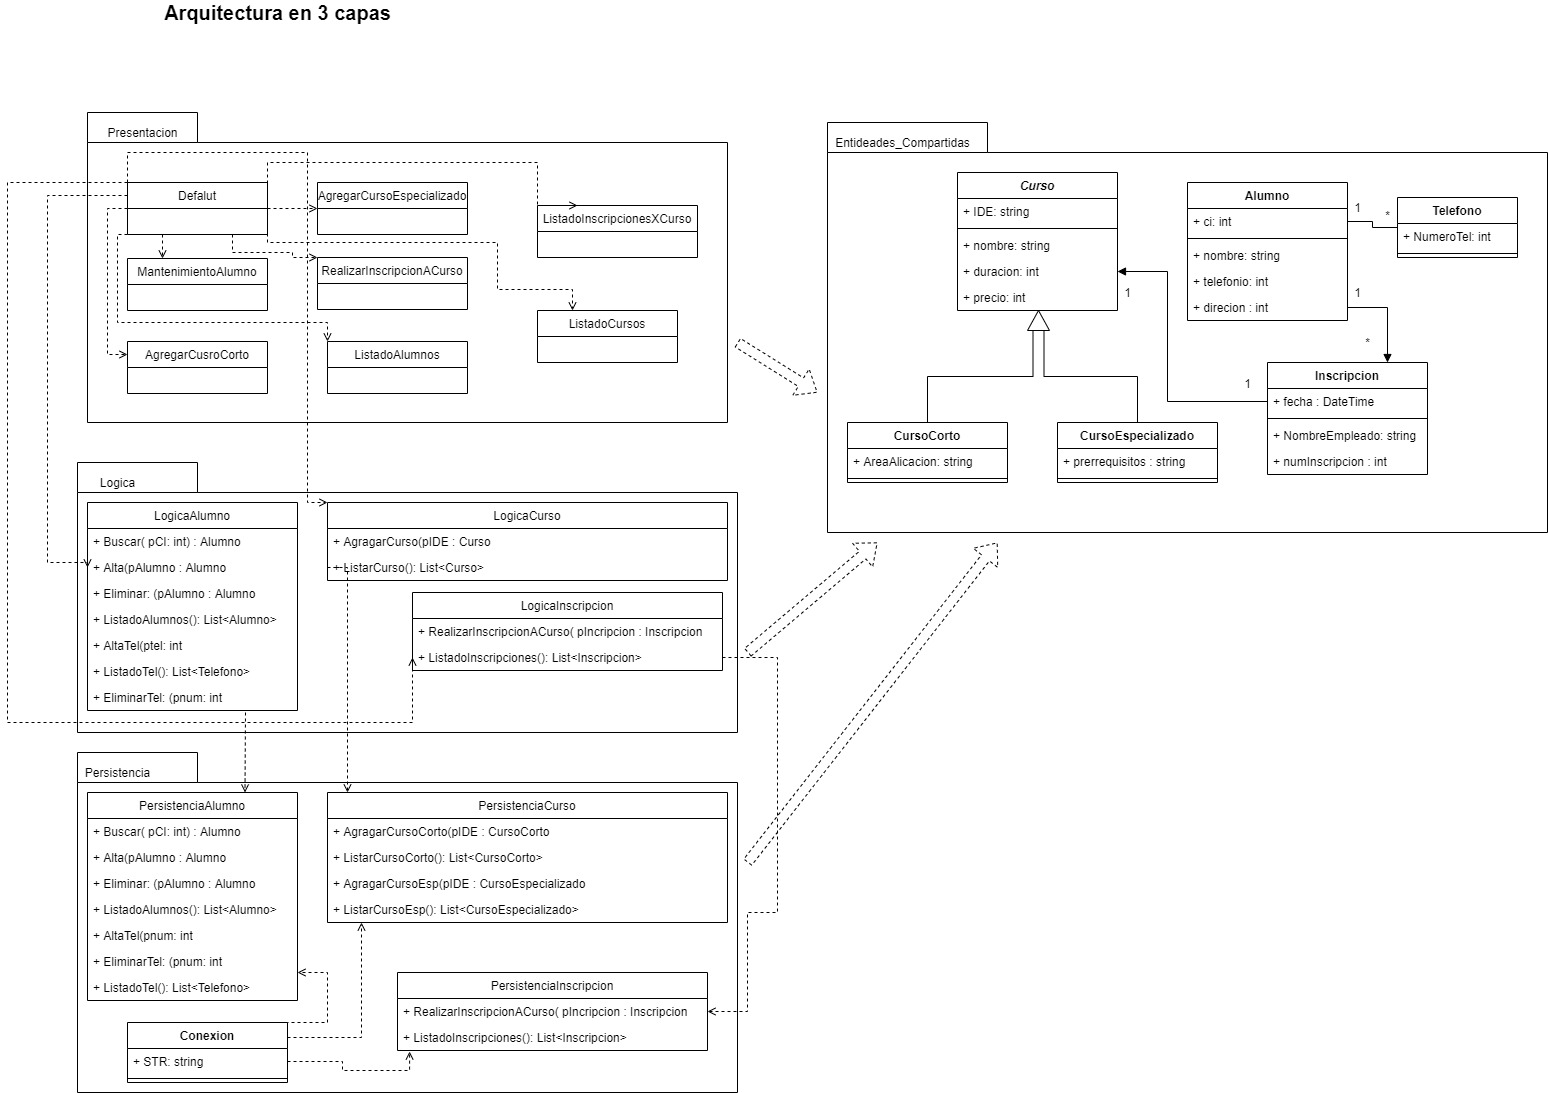 Arquitectura en 3 capas
Presentacion
Defalut
AgregarCursoEspecializado
ListadoInscripcionesXCurso
MantenimientoAlumno
RealizarInscripcionACurso
ListadoCursos
AgregarCusroCorto
ListadoAlumnos
Entideades_Compartidas
Curso
+ IDE: string
+ nombre: string
+ duracion: int
+ precio: int
Alumno
+ ci: int
+ nombre: string
+ telefonio: int
+ direcion : int
1
*
Telefono
+ NumeroTel: int
1
1
*
1
Inscripcion
+ fecha : DateTime
+ NombreEmpleado: string
+ numInscripcion : int
CursoCorto
+ AreaAlicacion: string
CursoEspecializado
+ prerrequisitos : string
Logica
LogicaAlumno
+ Buscar( pCI: int) : Alumno
+ Alta(pAlumno : Alumno
+ Eliminar: (pAlumno : Alumno
+ ListadoAlumnos(): List<Alumno>
+ AltaTel(ptel: int
+ ListadoTel(): List<Telefono>
+ EliminarTel: (pnum: int
LogicaCurso
+ AgragarCurso(pIDE : Curso
+ ListarCurso(): List<Curso>
LogicaInscripcion
+ RealizarInscripcionACurso( pIncripcion : Inscripcion
+ ListadoInscripciones(): List<Inscripcion>
Persistencia
PersistenciaAlumno
+ Buscar( pCI: int) : Alumno
+ Alta(pAlumno : Alumno
+ Eliminar: (pAlumno : Alumno
+ ListadoAlumnos(): List<Alumno>
+ AltaTel(pnum: int
+ EliminarTel: (pnum: int
+ ListadoTel(): List<Telefono>
PersistenciaCurso
+ AgragarCursoCorto(pIDE : CursoCorto
+ ListarCursoCorto(): List<CursoCorto>
+ AgragarCursoEsp(pIDE : CursoEspecializado
+ ListarCursoEsp(): List<CursoEspecializado>
PersistenciaInscripcion
+ RealizarInscripcionACurso( pIncripcion : Inscripcion
+ ListadoInscripciones(): List<Inscripcion>
Conexion
+ STR: string